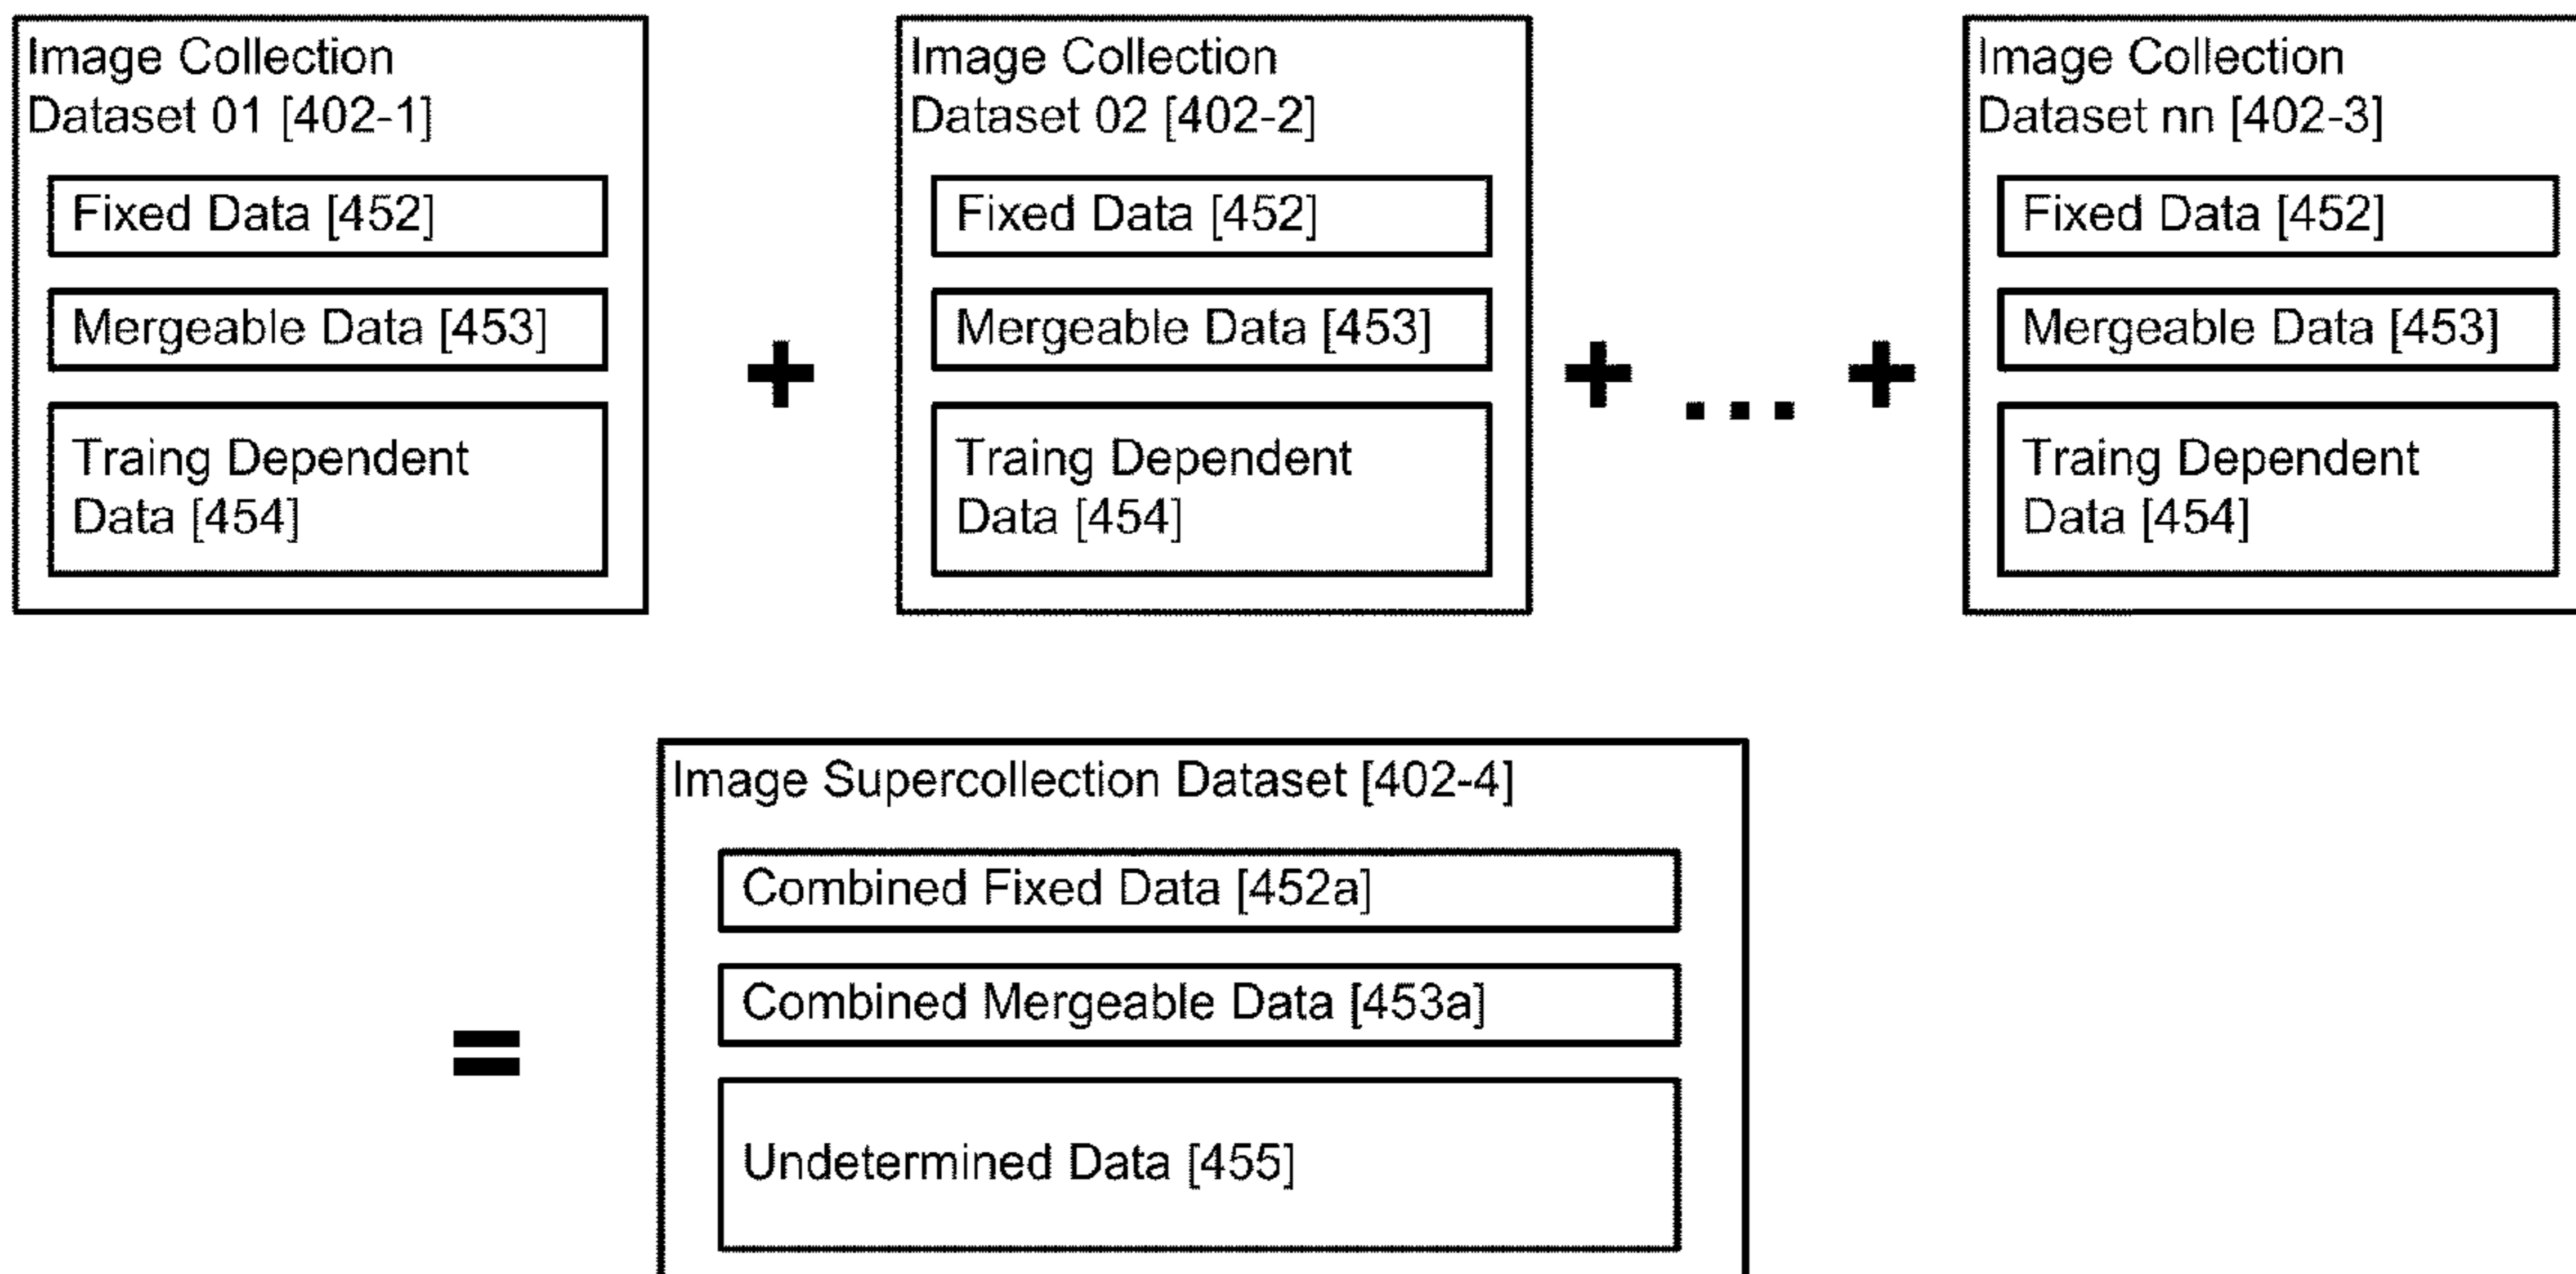 Image Collection
Dataset 01 [402-1]
Fixed Data [452]
Mergeable Data [453]
Traing Dependent
Data [454]
+
Image Collection
Dataset 02 [402-2]
Fixed Data [452]
Mergeable Data [453]
Traing Dependent
Data [454]
+ ... +
Image Collection
Dataset nn [402-3]
Fixed Data [452]
Mergeable Data [453]
Traing Dependent
Data [454]
=
Image Supercollection Dataset [402-4]
Combined Fixed Data [452a]
Combined Mergeable Data [453a]
Undetermined Data [455]